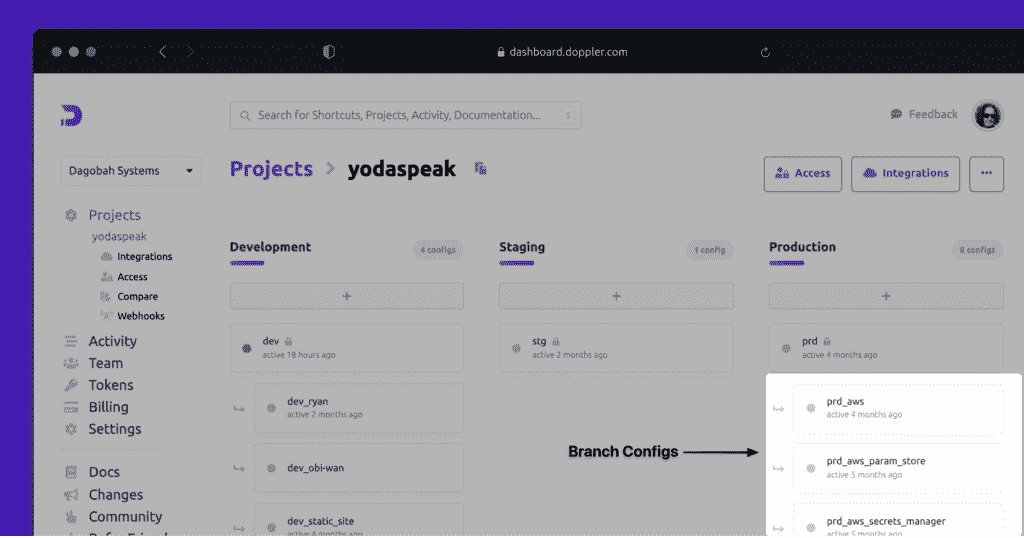 dashboard.doppler.com
Search for Shortcuts, Projects, Activity, Documentation... S
Feedback
Dagobah Systems
Projects > yodaspeak
Access
Integrations
...
Projects
yodaspeak
Integrations
Access
Compare
Webhooks
Activity
Team
Tokens
Billing
Settings
Docs
Changes
Community
Refer Friends
Development
4 configs
+
dev
active 18 hours ago
dev_ryan
active 2 months ago
dev_obi-wan
dev_static_site
active 4 months ago
Staging
1 config
+
stg
active 2 months ago
Production
8 configs
+
prd
active 4 months ago
Branch Configs
prd_aws
active 4 months ago
prd_aws_param_store
active 5 months ago
prd_aws_secrets_manager
active 5 months ago